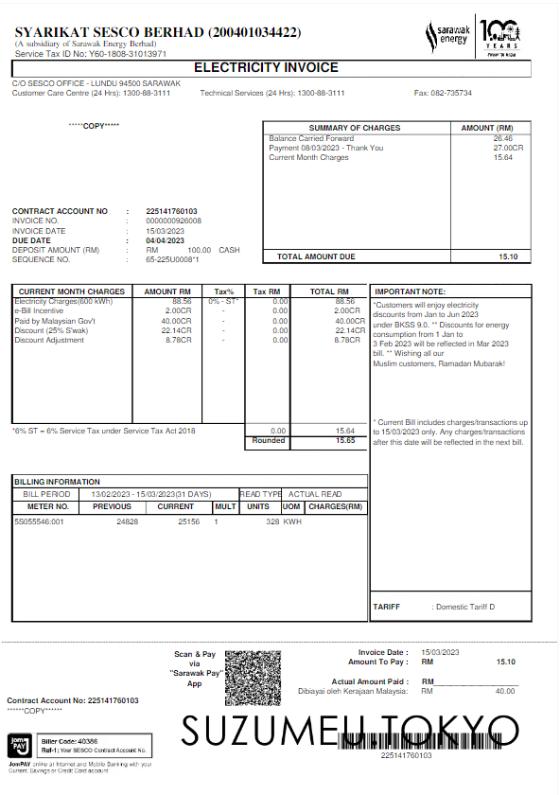 SYARIKAT SESCO BERHAD (200401034422)
(A subsidiary of Sarawak Energy Berhad)
Service Tax ID No: Y60-1808-31013971
sarawak energy
100 YEARS
ELECTRICITY INVOICE
C/O SESCO OFFICE - LUNDU 94500 SARAWAK
Customer Care Centre (24 Hrs): 1300-88-3111 Technical Services (24 Hrs): 1300-88-3111 Fax: 082-735734
*****COPY*****
SUMMARY OF CHARGES AMOUNT (RM)
Balance Carried Forward 26.46
Payment 08/03/2023 - Thank You 27.00CR
Current Month Charges 15.64
TOTAL AMOUNT DUE 15.10
CONTRACT ACCOUNT NO : 225141760103
INVOICE NO. : 0000000926008
INVOICE DATE : 15/03/2023
DUE DATE : 04/04/2023
DEPOSIT AMOUNT (RM) : RM 100.00 CASH
SEQUENCE NO. : 65-225U0008*1
CURRENT MONTH CHARGES AMOUNT RM Tax% Tax RM TOTAL RM
Electricity Charges(600 kWh) 88.56 0% - ST* 0.00 88.56
e-Bill Incentive 2.00CR - 0.00 2.00CR
Paid by Malaysian Gov't 40.00CR - 0.00 40.00CR
Discount (25% S'wak) 22.14CR - 0.00 22.14CR
Discount Adjustment 8.78CR - 0.00 8.78CR
*6% ST = 6% Service Tax under Service Tax Act 2018 0.00 15.64
Rounded 15.65
IMPORTANT NOTE:
*Customers will enjoy electricity
discounts from Jan to Jun 2023
under BKSS 9.0. ** Discounts for energy
consumption from 1 Jan to
3 Feb 2023 will be reflected in Mar 2023
bill. ** Wishing all our
Muslim customers, Ramadan Mubarak!
* Current Bill includes charges/transactions up
to 15/03/2023 only. Any charges/transactions
after this date will be reflected in the next bill.
TARIFF : Domestic Tariff D
BILLING INFORMATION
BILL PERIOD 13/02/2023 - 15/03/2023(31 DAYS) READ TYPE ACTUAL READ
METER NO. PREVIOUS CURRENT MULT UNITS UOM CHARGES(RM)
5S055546:001 24828 25156 1 328 KWH
Scan & Pay
via
"Sarawak Pay"
App
Invoice Date : 15/03/2023
Amount To Pay : RM 15.10
Actual Amount Paid : RM
Dibiayai oleh Kerajaan Malaysia: RM 40.00
Contract Account No: 225141760103
*****COPY*****
SUZUMEU.TOKYO
225141760103
Jom PAY
Biller Code: 40386
Ref-1: Your SESCO Contract Account No.
JomPAY online at Internet and Mobile Banking with your
Current, Savings or Credit Card account